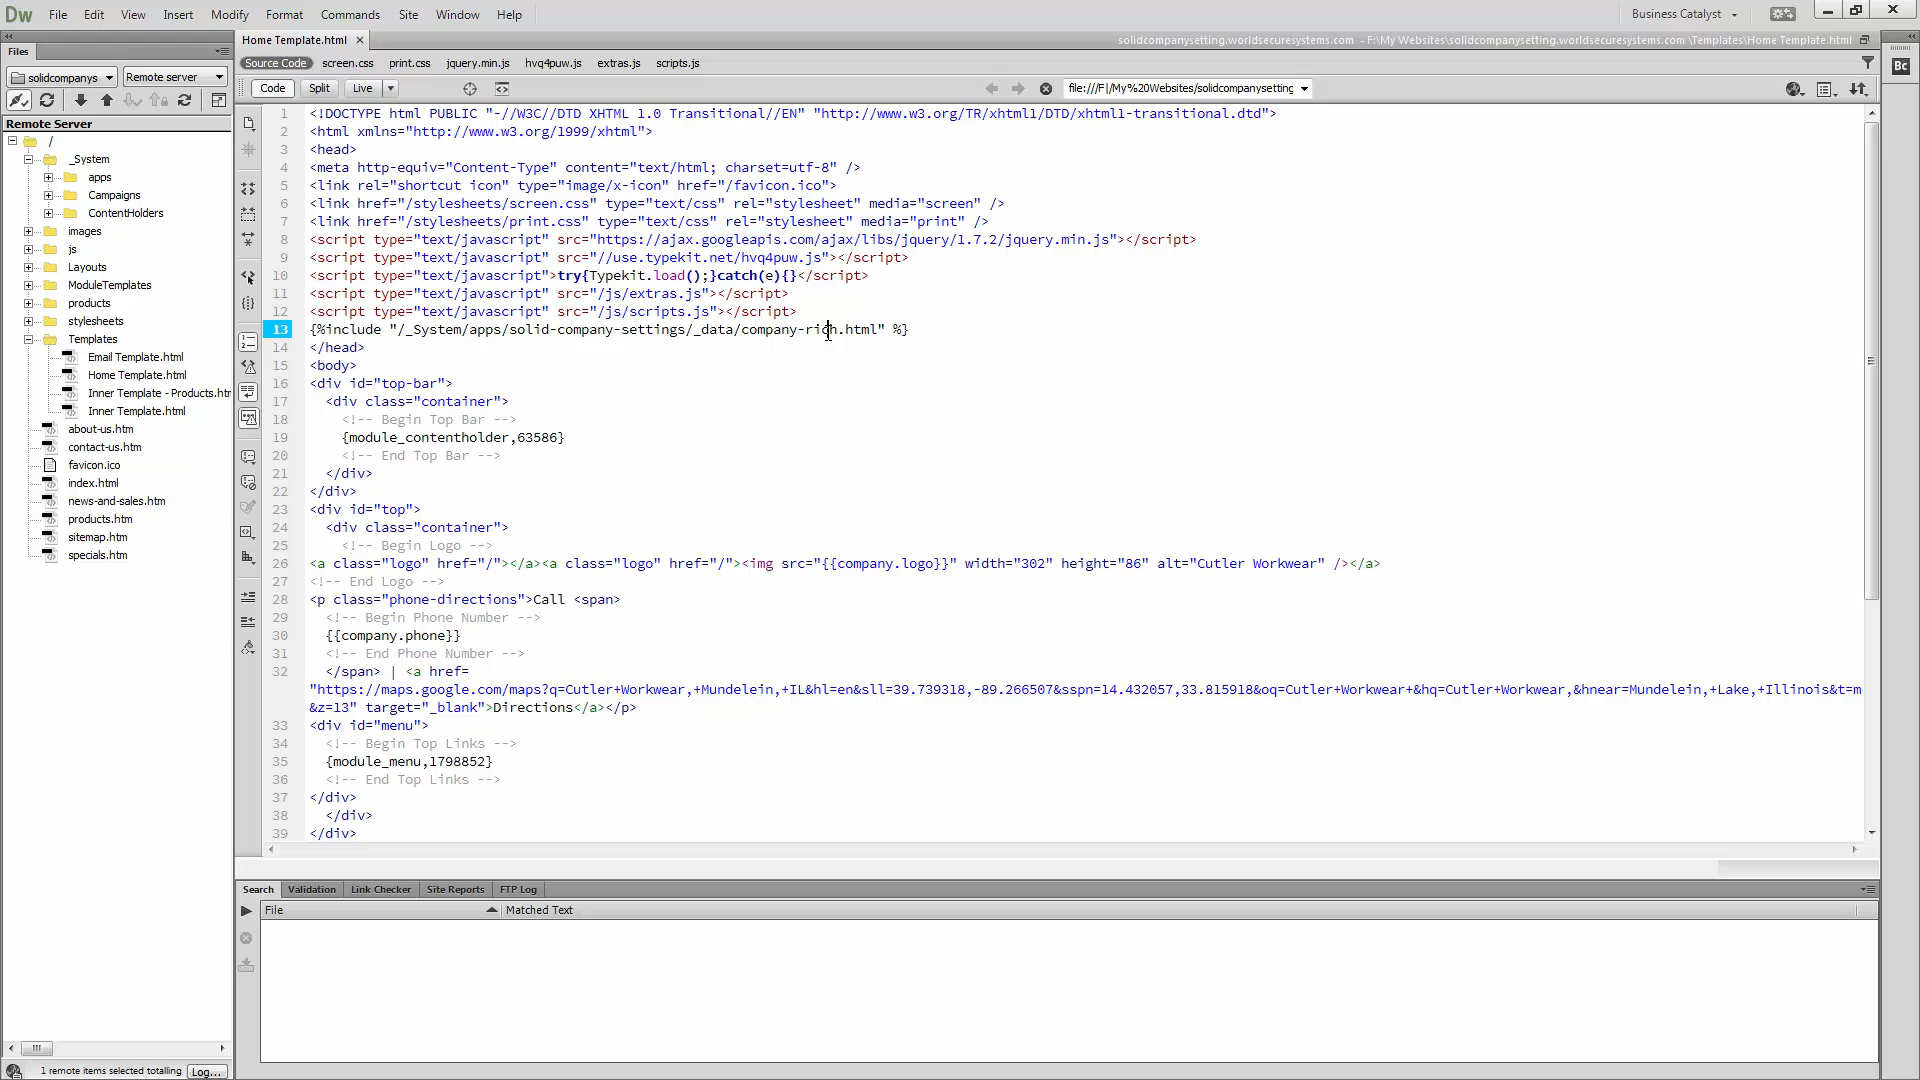 Dw File Edit View Insert Modify Format Commands Site Window Help Business Catalyst
Files
Home Template.html
solidcompanysetting.worldsecuresystems.com - F:\My Websites\solidcompanysetting.worldsecuresystems.com \Templates\Home Template.html
Source Code screen.css print.css jquery.min.js hvq4puw.js extras.js scripts.js
Bc
solidcompanys Remote server
Code Split Live
file:///F|/My%20Websites/solidcompanysetting
Remote Server
/
_System
apps
Campaigns
ContentHolders
images
js
Layouts
ModuleTemplates
products
stylesheets
Templates
Email Template.html
Home Template.html
Inner Template - Products.htr
Inner Template.html
about-us.htm
contact-us.htm
favicon.ico
index.html
news-and-sales.htm
products.htm
sitemap.htm
specials.htm
1 remote items selected totalling Log...
1 <!DOCTYPE html PUBLIC "-//W3C//DTD XHTML 1.0 Transitional//EN" "http://www.w3.org/TR/xhtml1/DTD/xhtml1-transitional.dtd">
2 <html xmlns="http://www.w3.org/1999/xhtml">
3 <head>
4 <meta http-equiv="Content-Type" content="text/html; charset=utf-8" />
5 <link rel="shortcut icon" type="image/x-icon" href="/favicon.ico">
6 <link href="/stylesheets/screen.css" type="text/css" rel="stylesheet" media="screen" />
7 <link href="/stylesheets/print.css" type="text/css" rel="stylesheet" media="print" />
8 <script type="text/javascript" src="https://ajax.googleapis.com/ajax/libs/jquery/1.7.2/jquery.min.js"></script>
9 <script type="text/javascript" src="//use.typekit.net/hvq4puw.js"></script>
10 <script type="text/javascript">try{Typekit.load();}catch(e){}</script>
11 <script type="text/javascript" src="/js/extras.js"></script>
12 <script type="text/javascript" src="/js/scripts.js"></script>
13 {%include "/_System/apps/solid-company-settings/_data/company-rich.html" %}
14 </head>
15 <body>
16 <div id="top-bar">
17 <div class="container">
18 <!-- Begin Top Bar -->
19 {module_contentholder,63586}
20 <!-- End Top Bar -->
21 </div>
22 </div>
23 <div id="top">
24 <div class="container">
25 <!-- Begin Logo -->
26 <a class="logo" href="/"></a><a class="logo" href="/"><img src="{{company.logo}}" width="302" height="86" alt="Cutler Workwear" /></a>
27 <!-- End Logo -->
28 <p class="phone-directions">Call <span>
29 <!-- Begin Phone Number -->
30 {{company.phone}}
31 <!-- End Phone Number -->
32 </span> | <a href=
"https://maps.google.com/maps?q=Cutler+Workwear,+Mundelein,+IL&hl=en&sll=39.739318,-89.266507&sspn=14.432057,33.815918&oq=Cutler+Workwear+&hq=Cutler+Workwear,&hnear=Mundelein,+Lake,+Illinois&t=m
&z=13" target="_blank">Directions</a></p>
33 <div id="menu">
34 <!-- Begin Top Links -->
35 {module_menu,1798852}
36 <!-- End Top Links -->
37 </div>
38 </div>
39 </div>
Search Validation Link Checker Site Reports FTP Log
File Matched Text